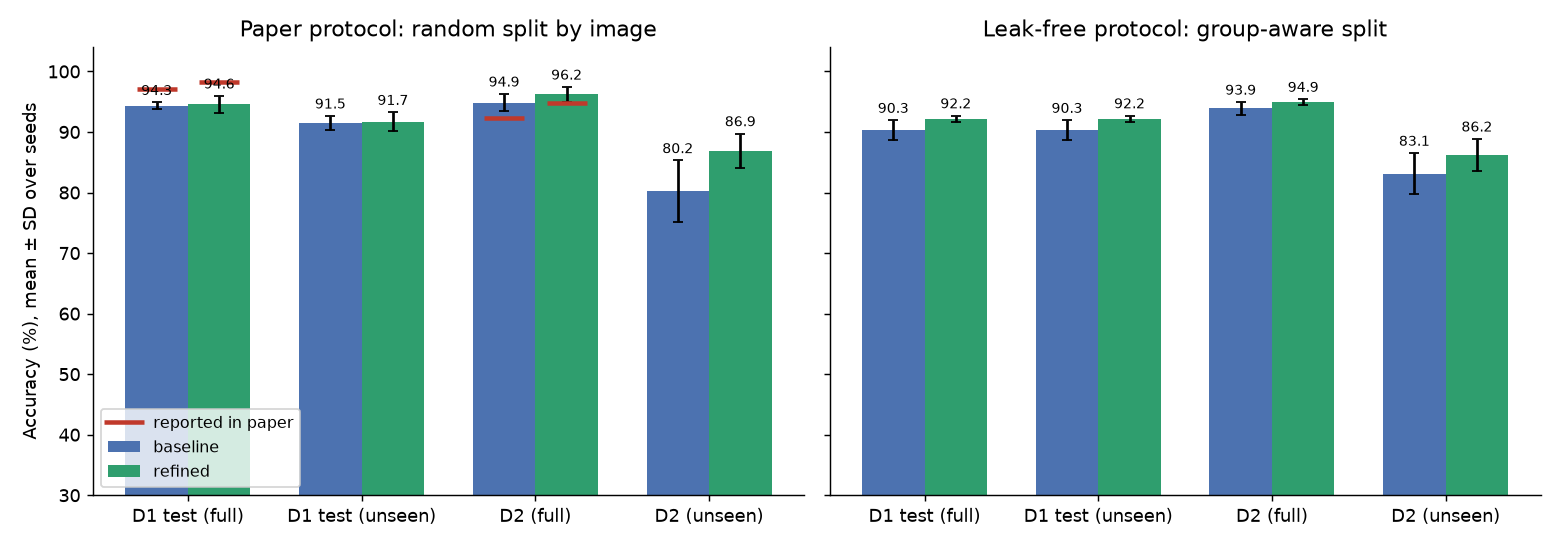 Paper protocol: random split by image
Leak-free protocol: group-aware split
Accuracy (%), mean ± SD over seeds
100
90
80
70
60
50
40
30
94.3
94.6
91.5
91.7
94.9
96.2
80.2
86.9
90.3
92.2
90.3
92.2
93.9
94.9
83.1
86.2
reported in paper
baseline
refined
D1 test (full)
D1 test (unseen)
D2 (full)
D2 (unseen)
D1 test (full)
D1 test (unseen)
D2 (full)
D2 (unseen)